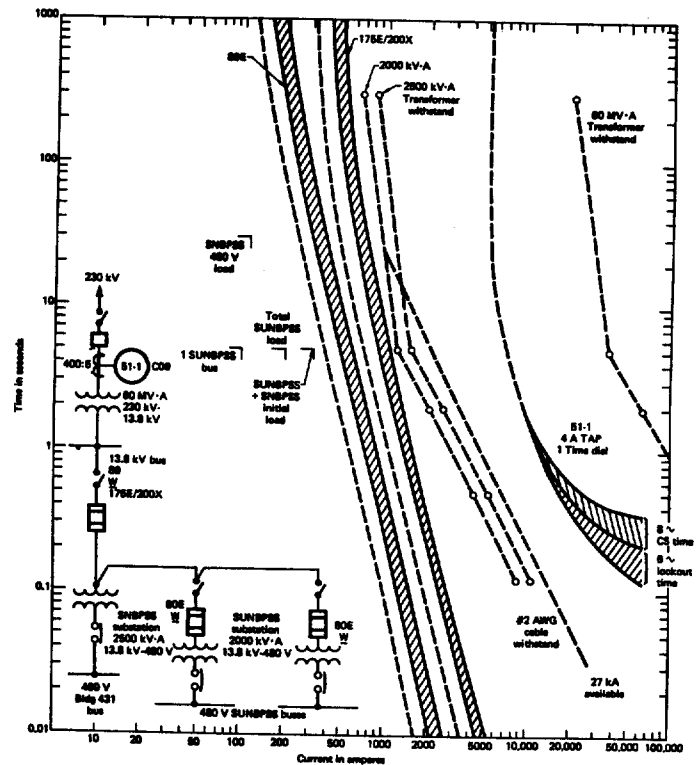 1000
100
10
1
0.1
0.01
Time in seconds
10
50
100
500
1000
2000
5000
10,000
20,000
50,000
100,000
Current in amperes
80E
175E/200X
2000 kV·A
2500 kV·A
Transformer
withstand
60 MV·A
Transformer
withstand
SNBPSS
480 V
load
Total
SUNBPSS
load
1 SUNBPSS
bus
SUNBPSS
+ SNBPSS
initial
load
230 kV
400:5
51-1
CO9
60 MV·A
230 kV-
13.8 kV
13.8 kV bus
W
175E/200X
SNBPSS
substation
2500 kV·A
13.8 kV-480 V
480 V
Bldg 431
bus
80E
W
SUNBPSS
substation
2000 kV·A
13.8 kV-480 V
80E
W
480 V SUNBPSS buses
51-1
4 A TAP
1 Time dial
8 ~
CS time
6 ~
lockout
time
#2 AWG
cable
withstand
27 kA
available